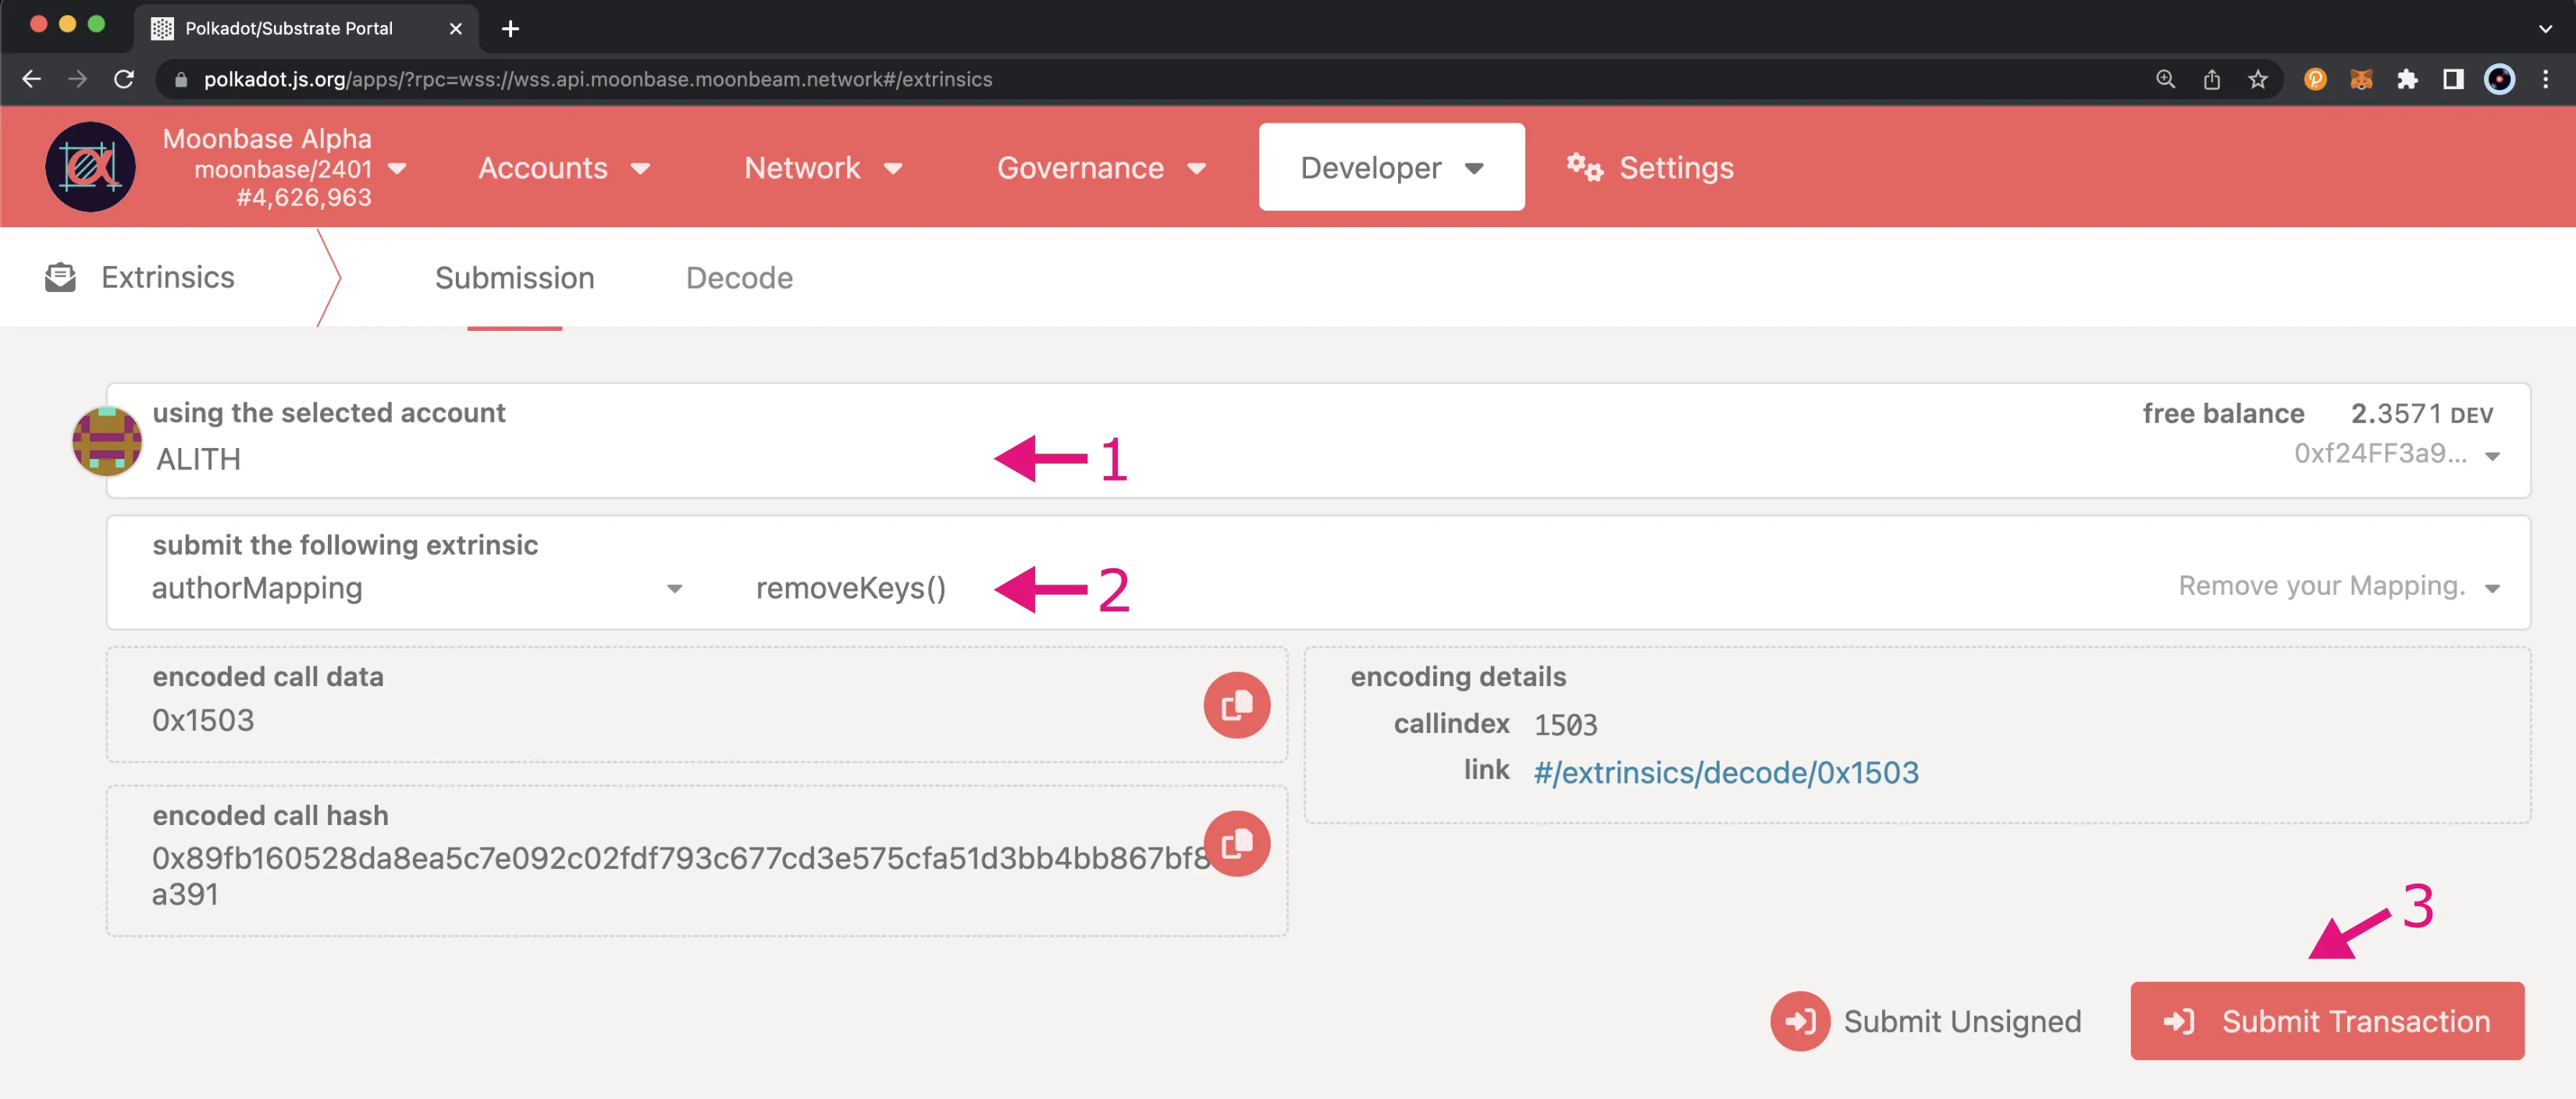 Polkadot/Substrate Portal
polkadot.js.org/apps/?rpc=wss://wss.api.moonbase.moonbeam.network#/extrinsics
Moonbase Alpha
moonbase/2401
#4,626,963
Accounts
Network
Governance
Developer
Settings
Extrinsics
Submission
Decode
using the selected account
ALITH
1
free balance 2.3571 DEV
0xf24FF3a9...
submit the following extrinsic
authorMapping
removeKeys()
2
Remove your Mapping.
encoded call data
0x1503
encoding details
callindex 1503
link #/extrinsics/decode/0x1503
encoded call hash
0x89fb160528da8ea5c7e092c02fdf793c677cd3e575cfa51d3bb4bb867bf8
a391
3
Submit Unsigned
Submit Transaction